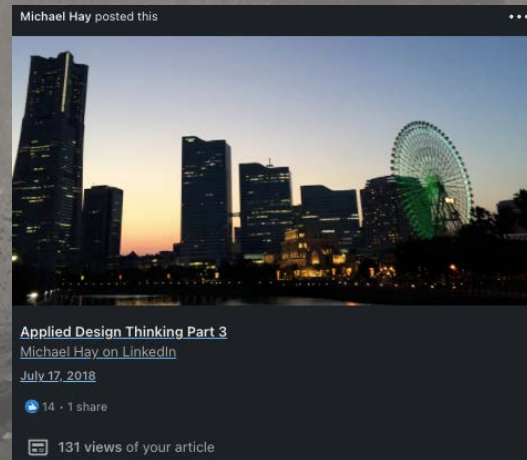 Michael Hay posted this
Applied Design Thinking Part 3
Michael Hay on LinkedIn
July 17, 2018
14 • 1 share
131 views of your article